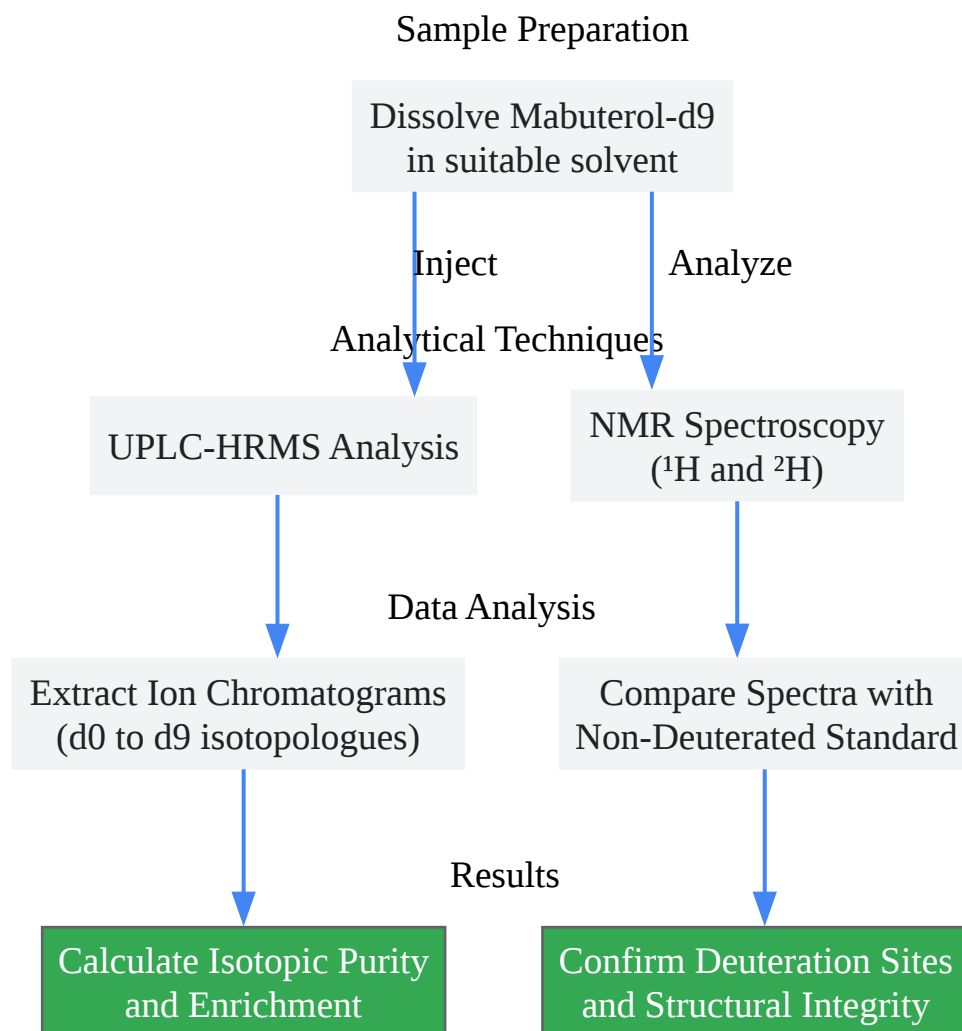 Sample Preparation
Dissolve Mabuterol-d9
in suitable solvent
Inject
Analyze
Analytical Techniques
UPLC-HRMS Analysis
NMR Spectroscopy
(¹H and ²H)
Data Analysis
Extract Ion Chromatograms
(d0 to d9 isotopologues)
Compare Spectra with
Non-Deuterated Standard
Results
Calculate Isotopic Purity
and Enrichment
Confirm Deuteration Sites
and Structural Integrity